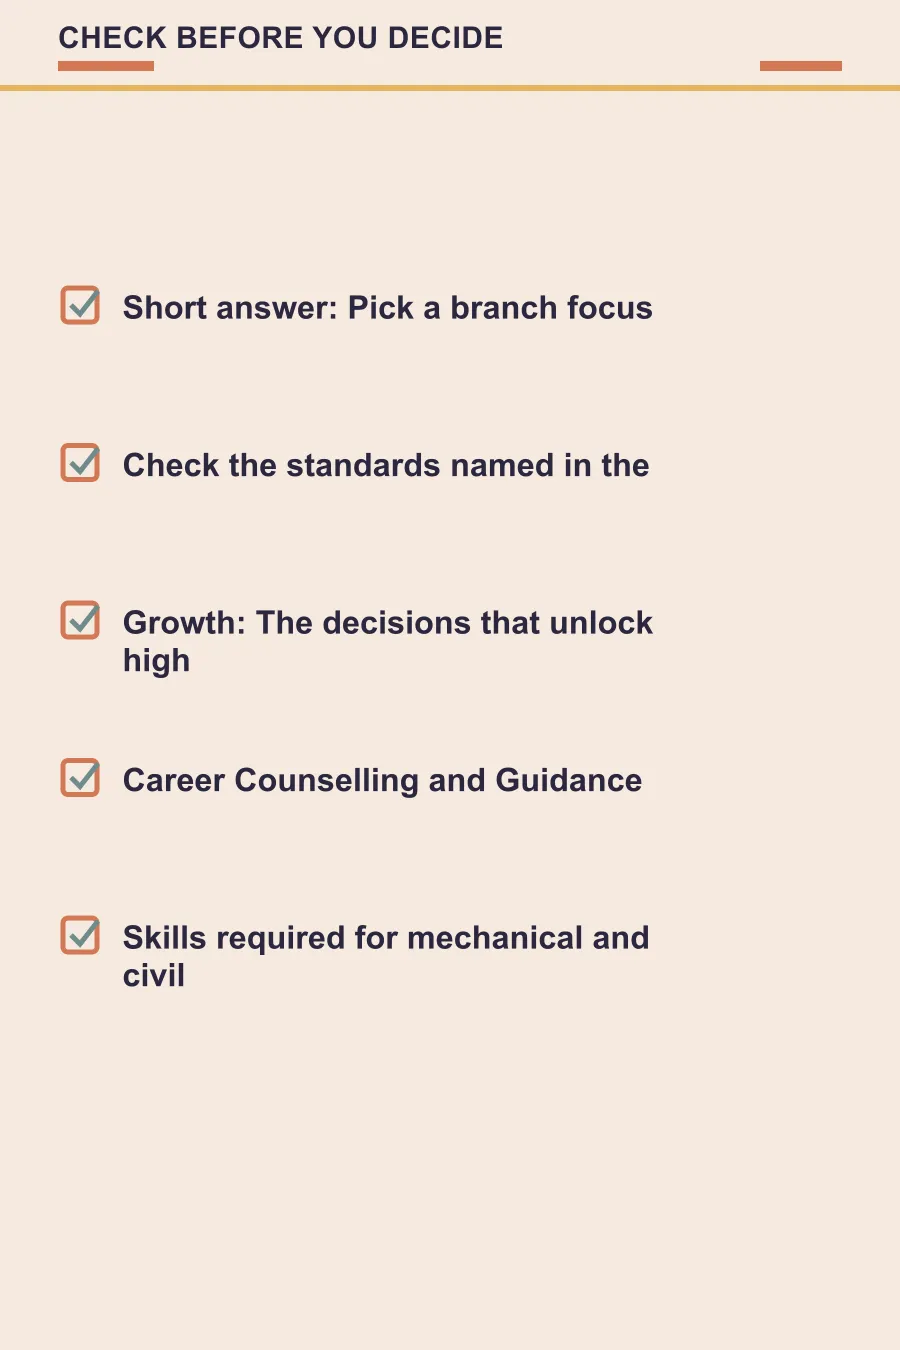 CHECK BEFORE YOU DECIDE
Short answer: Pick a branch focus
Check the standards named in the
Growth: The decisions that unlock
high
Career Counselling and Guidance
Skills required for mechanical and
civil